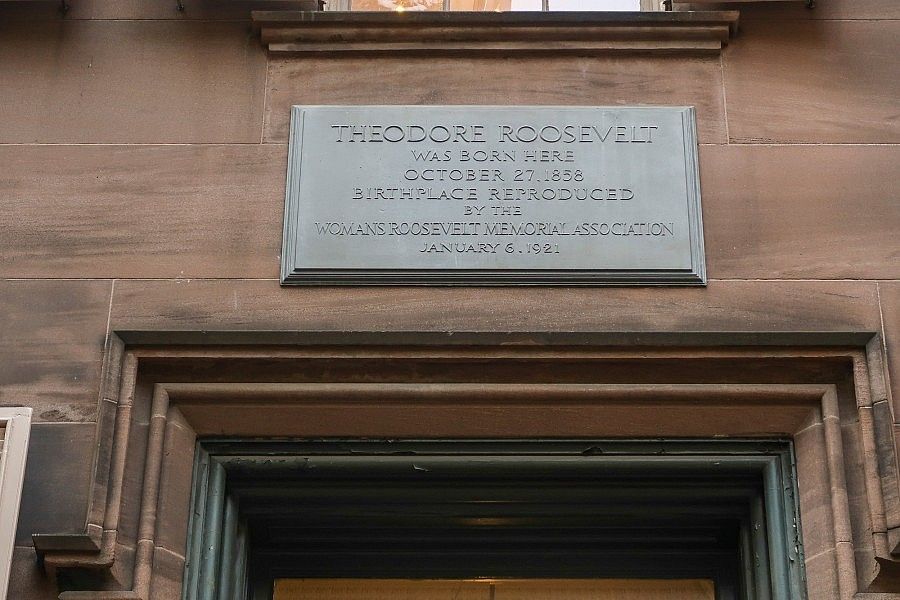 THEODORE ROOSEVELT
WAS BORN HERE
OCTOBER 27, 1858
BIRTHPLACE REPRODUCED
BY THE
WOMANS ROOSEVELT MEMORIAL ASSOCIATION
JANUARY 6, 1921